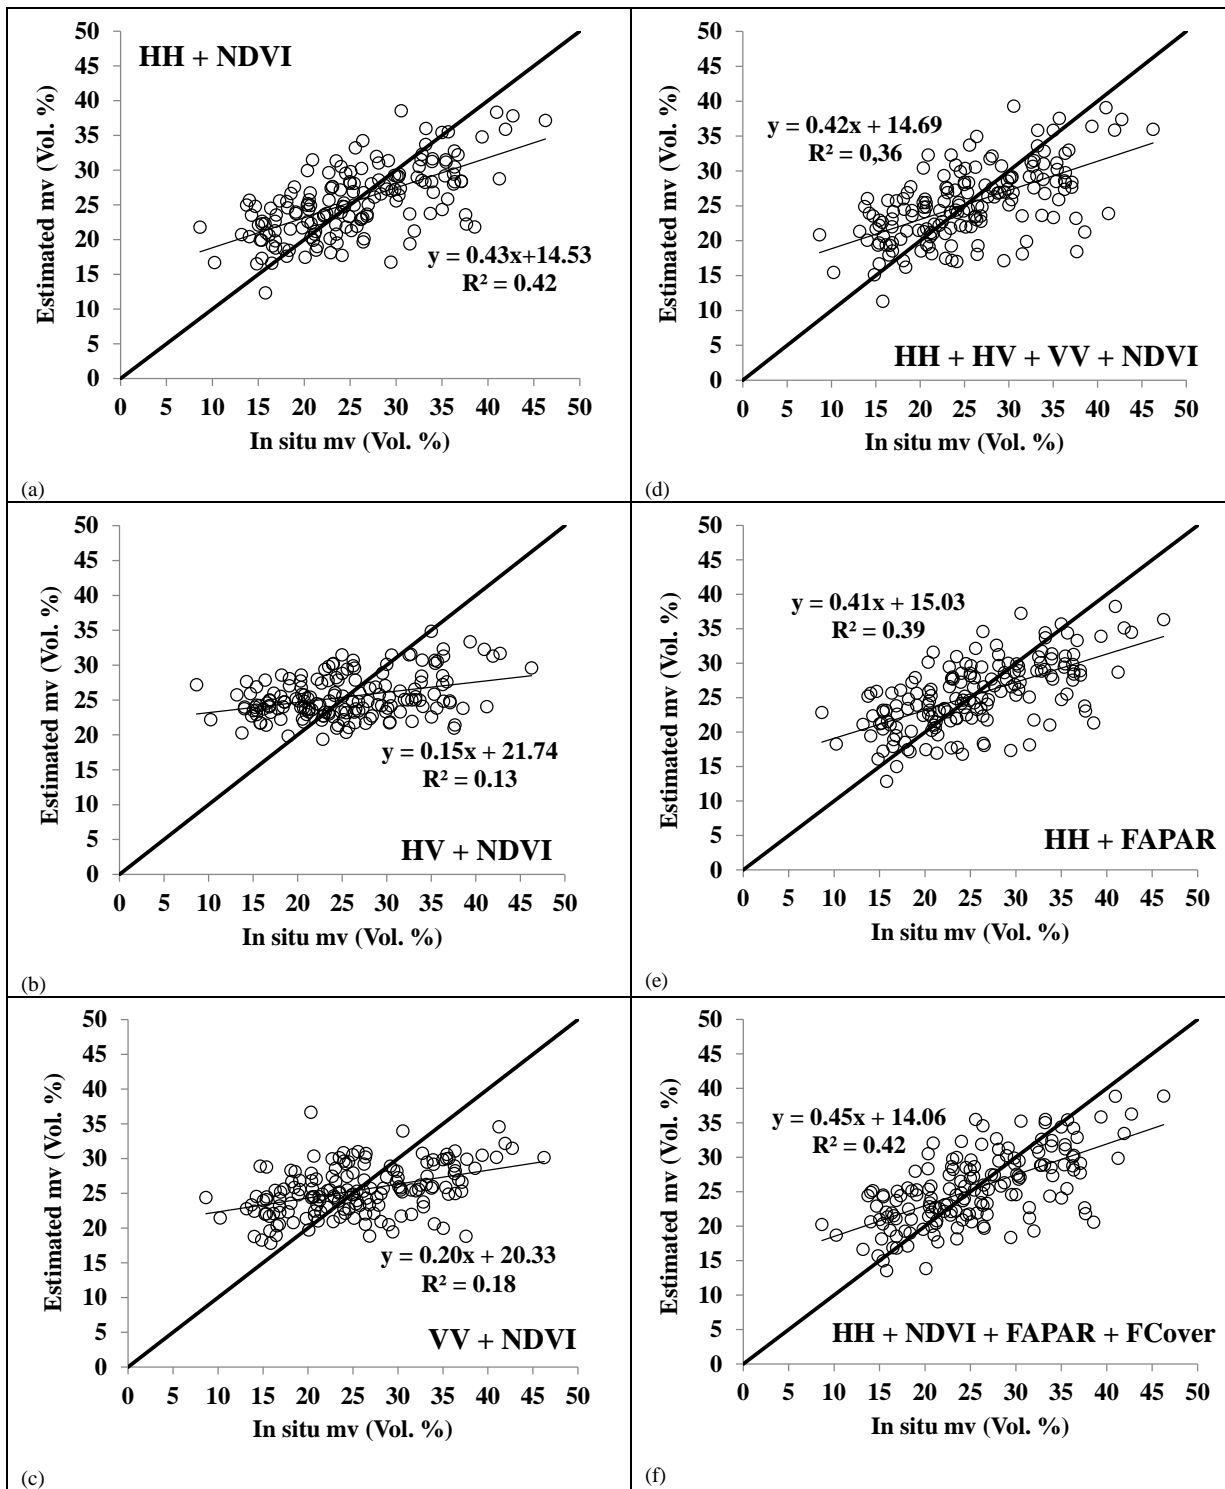 50
45
40
35
30
25
20
15
10
5
0
Estimated mv (Vol. %)
HH + NDVI
y = 0.43x+14.53
R² = 0.42
0 5 10 15 20 25 30 35 40 45 50
In situ mv (Vol. %)
(a)
50
45
40
35
30
25
20
15
10
5
0
Estimated mv (Vol. %)
y = 0.42x + 14.69
R² = 0,36
HH + HV + VV + NDVI
0 5 10 15 20 25 30 35 40 45 50
In situ mv (Vol. %)
(d)
50
45
40
35
30
25
20
15
10
5
0
Estimated mv (Vol. %)
y = 0.15x + 21.74
R² = 0.13
HV + NDVI
0 5 10 15 20 25 30 35 40 45 50
In situ mv (Vol. %)
(b)
50
45
40
35
30
25
20
15
10
5
0
Estimated mv (Vol. %)
y = 0.41x + 15.03
R² = 0.39
HH + FAPAR
0 5 10 15 20 25 30 35 40 45 50
In situ mv (Vol. %)
(e)
50
45
40
35
30
25
20
15
10
5
0
Estimated mv (Vol. %)
y = 0.20x + 20.33
R² = 0.18
VV + NDVI
0 5 10 15 20 25 30 35 40 45 50
In situ mv (Vol. %)
(c)
50
45
40
35
30
25
20
15
10
5
0
Estimated mv (Vol. %)
y = 0.45x + 14.06
R² = 0.42
HH + NDVI + FAPAR + FCover
0 5 10 15 20 25 30 35 40 45 50
In situ mv (Vol. %)
(f)